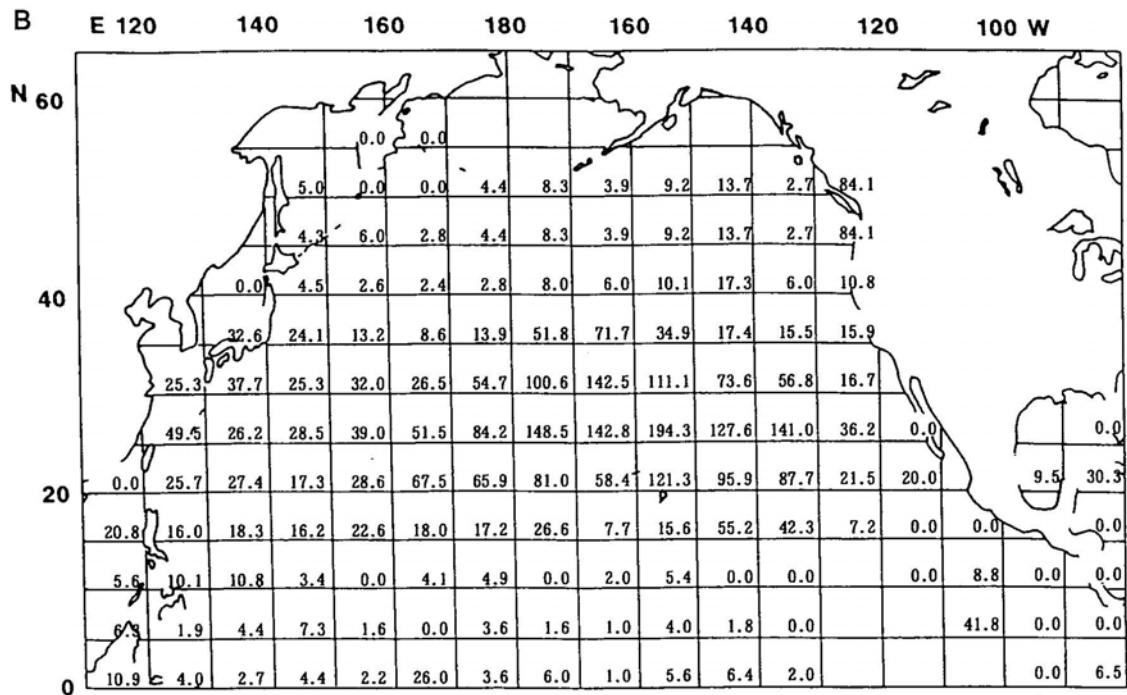 B E 120 140 160 180 160 140 120 100 W
N 60
0.0 0.0
5.0 0.0 0.0 4.4 8.3 3.9 9.2 13.7 2.7 84.1
4.3 6.0 2.8 4.4 8.3 3.9 9.2 13.7 2.7 84.1
40 0.0 4.5 2.6 2.4 2.8 8.0 6.0 10.1 17.3 6.0 10.8
32.6 24.1 13.2 8.6 13.9 51.8 71.7 34.9 17.4 15.5 15.9
25.3 37.7 25.3 32.0 26.5 54.7 100.6 142.5 111.1 73.6 56.8 16.7
49.5 26.2 28.5 39.0 51.5 84.2 148.5 142.8 194.3 127.6 141.0 36.2 0.0 0.0
20 0.0 25.7 27.4 17.3 28.6 67.5 65.9 81.0 58.4 121.3 95.9 87.7 21.5 20.0 9.5 30.3
20.8 16.0 18.3 16.2 22.6 18.0 17.2 26.6 7.7 15.6 55.2 42.3 7.2 0.0 0.0 0.0
5.6 10.1 10.8 3.4 0.0 4.1 4.9 0.0 2.0 5.4 0.0 0.0 0.0 8.8 0.0 0.0
6.3 1.9 4.4 7.3 1.6 0.0 3.6 1.6 1.0 4.0 1.8 0.0 41.8 0.0 0.0
0 10.9 4.0 2.7 4.4 2.2 26.0 3.6 6.0 1.0 5.6 6.4 2.0 0.0 6.5